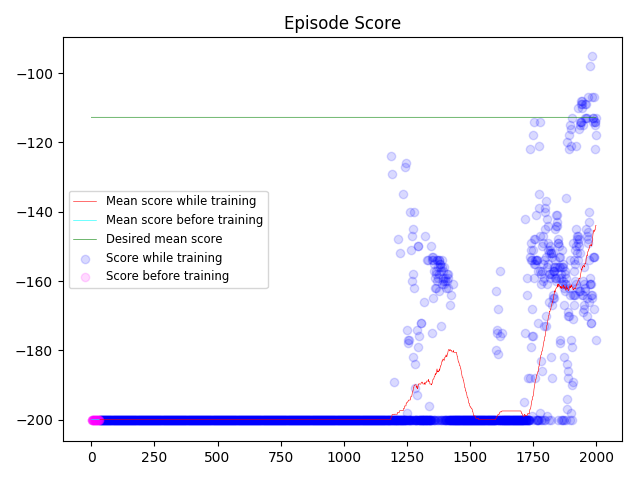 Episode Score
−100
−120
−140
−160
−180
−200
Mean score while training
Mean score before training
Desired mean score
Score while training
Score before training
0 250 500 750 1000 1250 1500 1750 2000